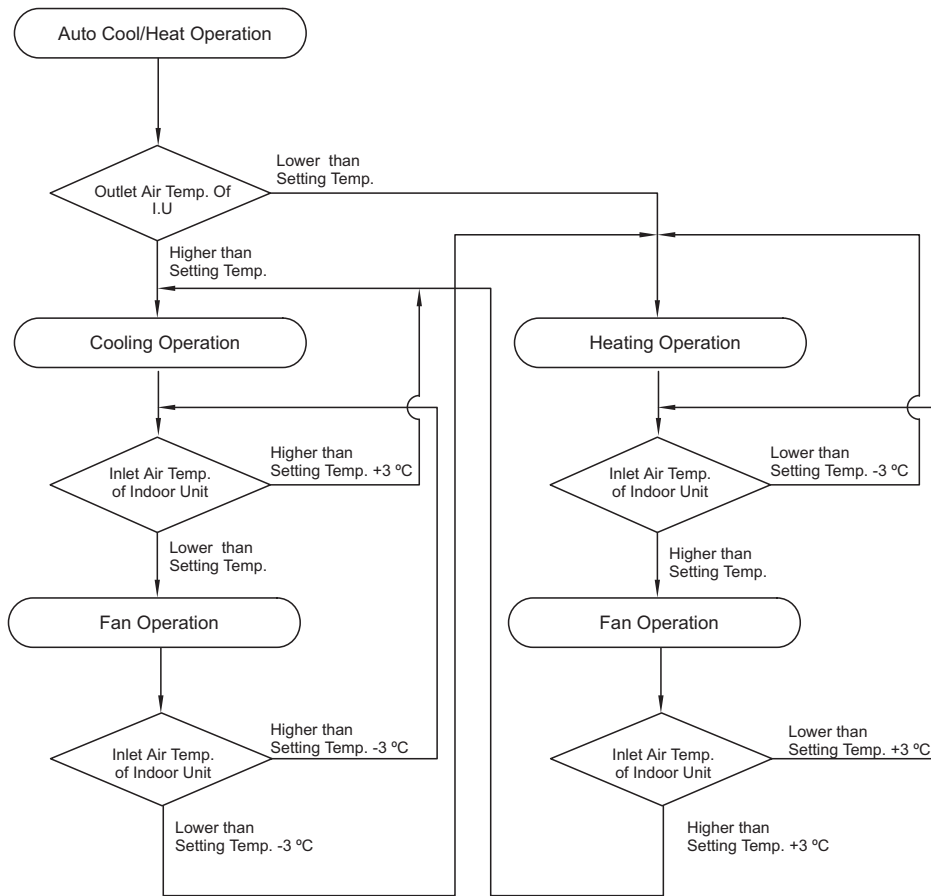 Auto Cool/Heat Operation
Lower than
Setting Temp.
Outlet Air Temp. Of
I.U
Higher than
Setting Temp.
Cooling Operation
Heating Operation
Inlet Air Temp.
of Indoor Unit
Higher than
Setting Temp. +3 ºC
Inlet Air Temp.
of Indoor Unit
Lower than
Setting Temp. -3 ºC
Lower than
Setting Temp.
Higher than
Setting Temp.
Fan Operation
Fan Operation
Inlet Air Temp.
of Indoor Unit
Higher than
Setting Temp. -3 ºC
Inlet Air Temp.
of Indoor Unit
Lower than
Setting Temp. +3 ºC
Lower than
Setting Temp. -3 ºC
Higher than
Setting Temp. +3 ºC